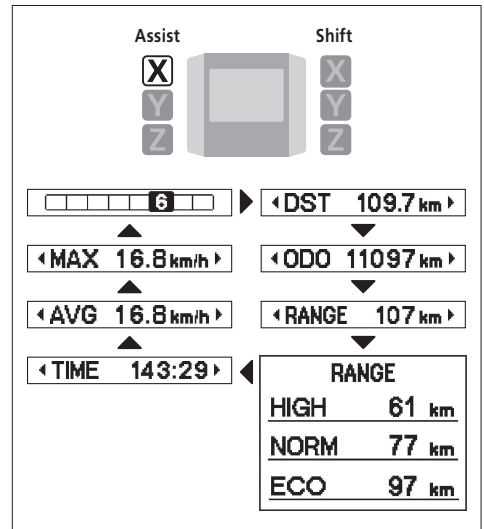 Assist Shift
X X
Y Y
Z Z
6 DST 109.7 km
MAX 16.8 km/h ODO 11097 km
AVG 16.8 km/h RANGE 107 km
TIME 143:29 RANGE
HIGH 61 km
NORM 77 km
ECO 97 km